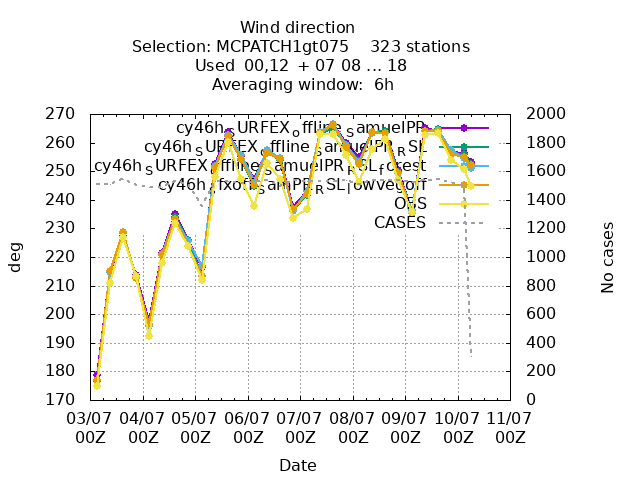 Wind direction
Selection: MCPATCH1gt075 323 stations
Used 00,12 + 07 08 ... 18
Averaging window: 6h
270 2000
cy46h_SURFEX_offline_SamuelPR
260 1800
cy46h_SURFEX_offline_SamuelPR_RSL
250 1600
cy46h_SURFEX_offline_SamuelPR_RSL_forest
240 1400
OBS
230 1200
CASES
220 1000
210 800
200 600
190 400
180 200
170 0
deg
No cases
03/07 04/07 05/07 06/07 07/07 08/07 09/07 10/07 11/07
00Z 00Z 00Z 00Z 00Z 00Z 00Z 00Z 00Z
Date